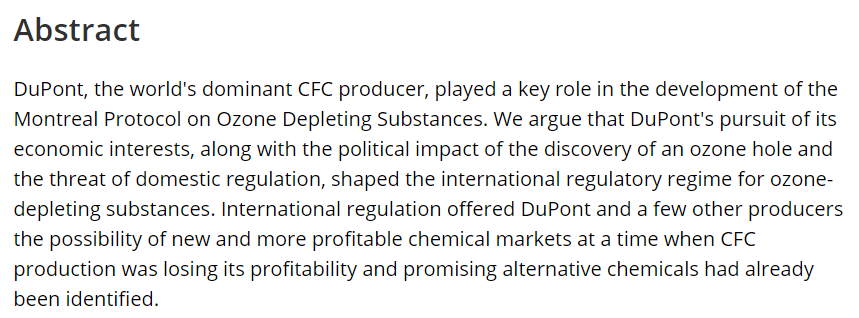 Abstract
DuPont, the world's dominant CFC producer, played a key role in the development of the
Montreal Protocol on Ozone Depleting Substances. We argue that DuPont's pursuit of its
economic interests, along with the political impact of the discovery of an ozone hole and
the threat of domestic regulation, shaped the international regulatory regime for ozone-
depleting substances. International regulation offered DuPont and a few other producers
the possibility of new and more profitable chemical markets at a time when CFC
production was losing its profitability and promising alternative chemicals had already
been identified.